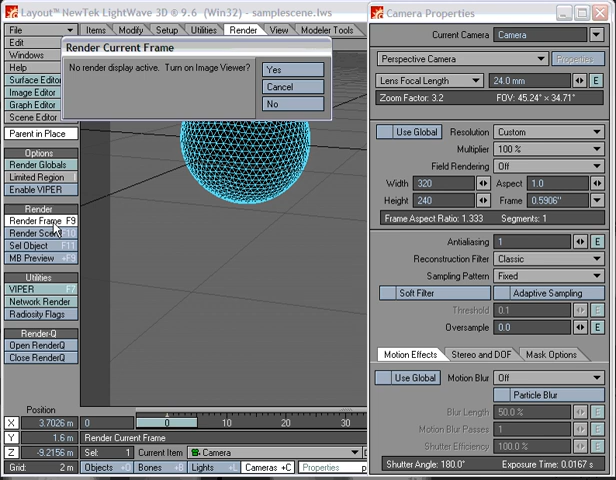 Layout™ NewTek LightWave 3D ® 9.6 (Win32) - samplescene.lws
File
Items
Modify
Setup
Utilities
Render
View
Modeler Tools
Edit
Windows
Help
Surface Editor
Image Editor
Graph Editor
Scene Editor
Parent in Place
Options
Render Globals
Limited Region l
Enable VIPER
Render
Render Frame F9
Render Scene F10
Sel Object F11
MB Preview +F9
Utilities
VIPER F7
Network Render
Radiosity Flags
Render-Q
Open RenderQ
Close RenderQ
Render Current Frame
No render display active. Turn on Image Viewer?
Yes
Cancel
No
Position
X 3.7026 m
Y 1.6 m
Z -9.2156 m
Grid: 2 m
0
0
10
20
30
Render Current Frame
Sel: 1
Current Item
Camera
Objects +O
Bones +B
Lights +L
Cameras +C
Properties p
Camera Properties
Current Camera Camera
Perspective Camera
Properties
Lens Focal Length 24.0 mm E
Zoom Factor: 3.2 FOV: 45.24° × 34.71°
Use Global
Resolution Custom
Multiplier 100 %
Field Rendering Off
Width 320 Aspect 1.0
Height 240 Frame 0.5906" E
Frame Aspect Ratio: 1.333 Segments: 1
Antialiasing 1
Reconstruction Filter Classic
Sampling Pattern Fixed
Soft Filter
Adaptive Sampling
Threshold 0.1 E
Oversample 0.0 E
Motion Effects
Stereo and DOF
Mask Options
Use Global
Motion Blur Off
Particle Blur
Blur Length 50.0 % E
Motion Blur Passes 1 E
Shutter Efficiency 100.0 % E
Shutter Angle: 180.0° Exposure Time: 0.0167 s